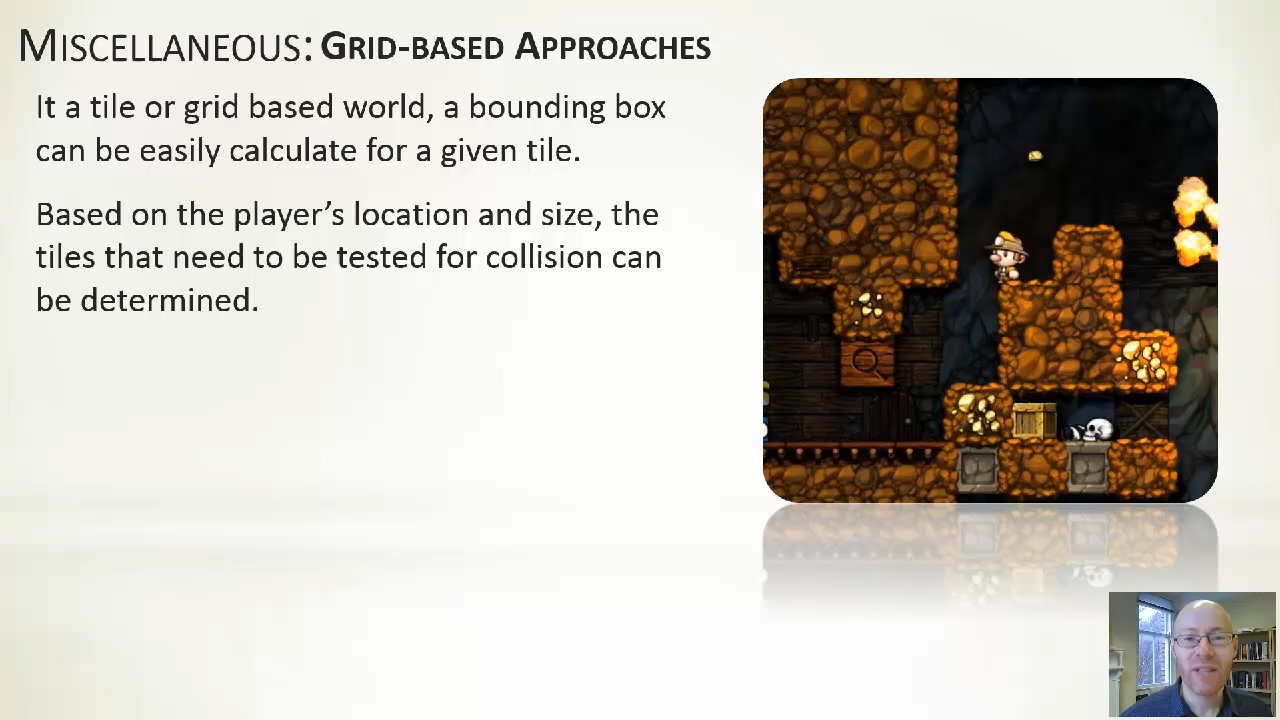 Miscellaneous: Grid-based Approaches
It a tile or grid based world, a bounding box
can be easily calculate for a given tile.
Based on the player’s location and size, the
tiles that need to be tested for collision can
be determined.